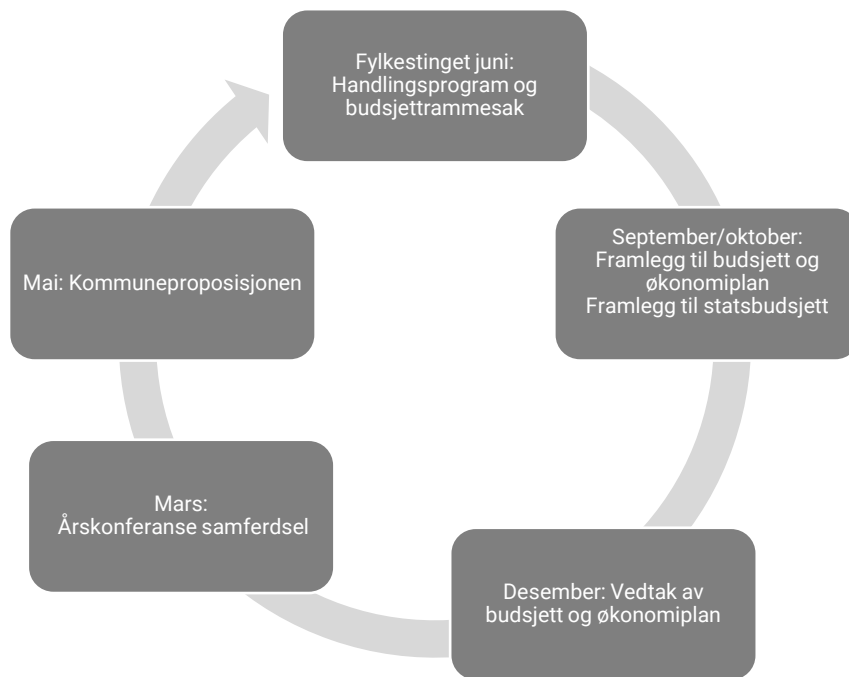 Fylkestinget juni:
Handlingsprogram og
budsjettrammesak
September/oktober:
Framlegg til budsjett og
økonomiplan
Framlegg til statsbudsjett
Desember: Vedtak av
budsjett og økonomiplan
Mars:
Årskonferanse samferdsel
Mai: Kommuneproposisjonen